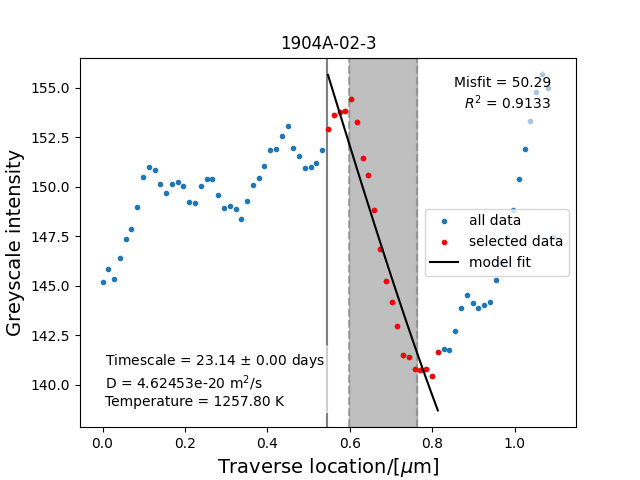 1904A-02-3
Misfit = 50.29
R² = 0.9133
155.0
152.5
150.0
147.5
145.0
142.5
140.0
Greyscale intensity
all data
selected data
model fit
Timescale = 23.14 ± 0.00 days
D = 4.62453e-20 m²/s
Temperature = 1257.80 K
0.0 0.2 0.4 0.6 0.8 1.0
Traverse location/[μm]